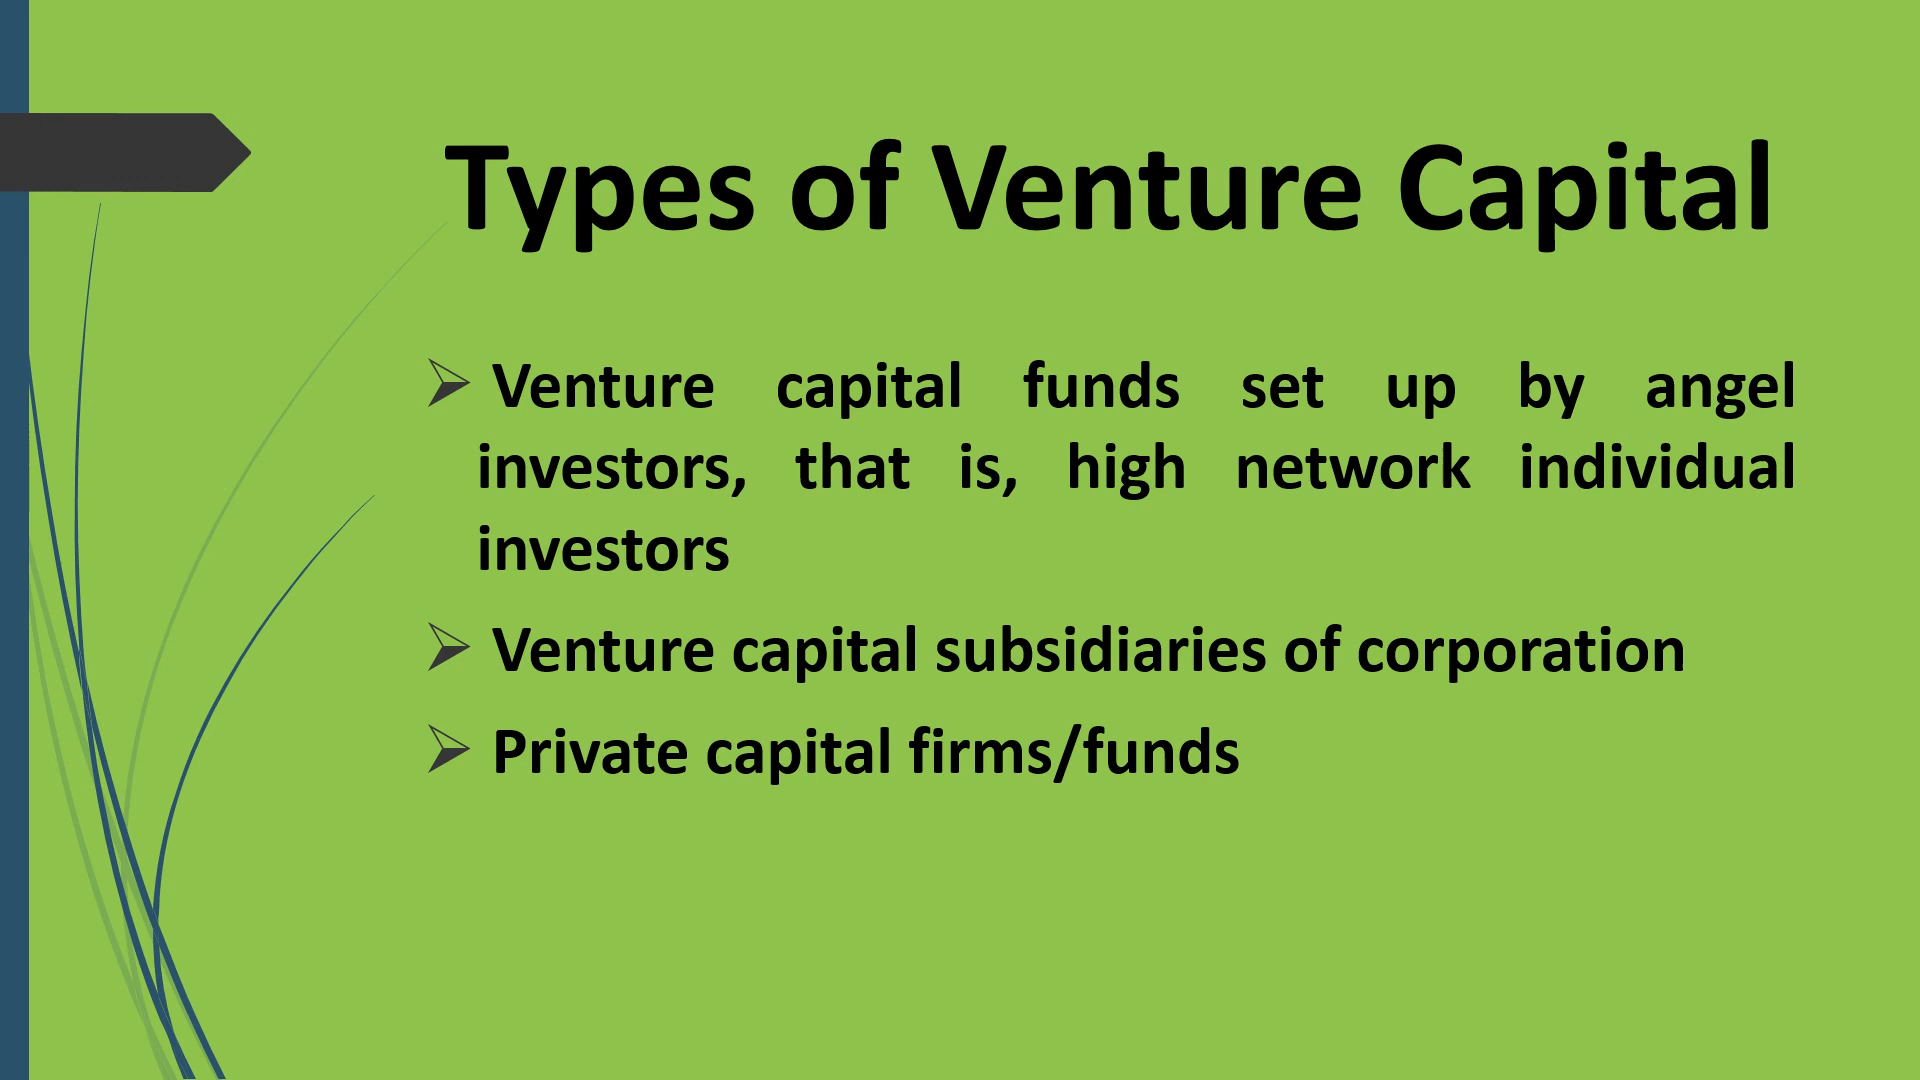 Types of Venture Capital
Venture capital funds set up by angel
investors, that is, high network individual
investors
Venture capital subsidiaries of corporation
Private capital firms/funds